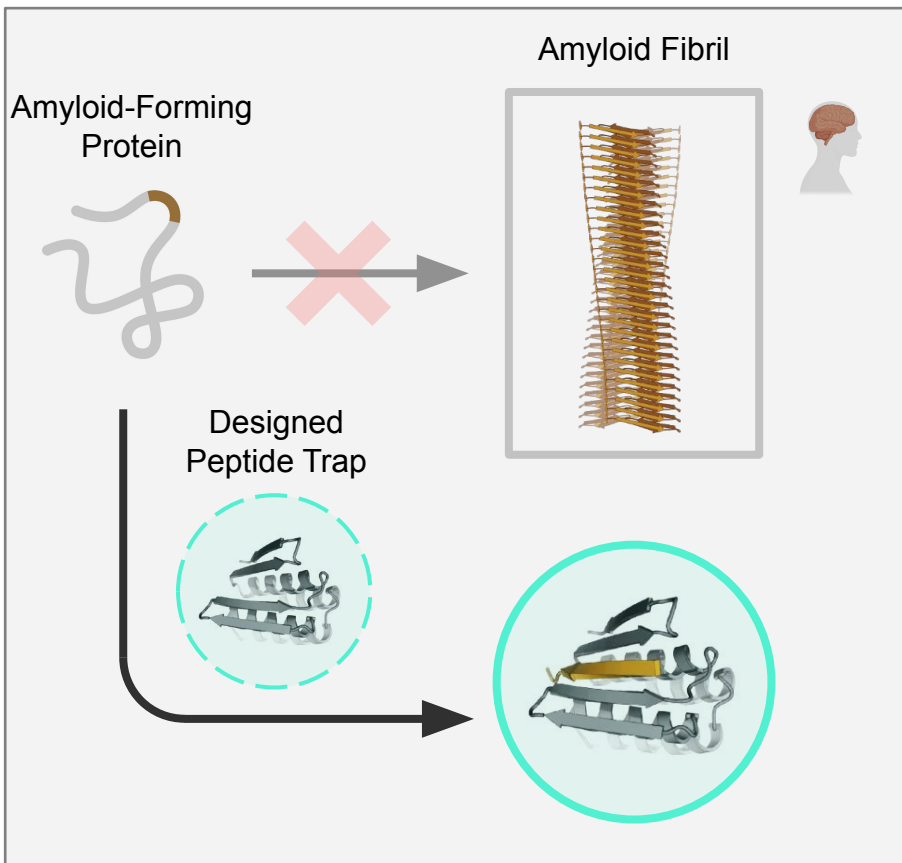 Amyloid Fibril
Amyloid-Forming
Protein
Designed
Peptide Trap